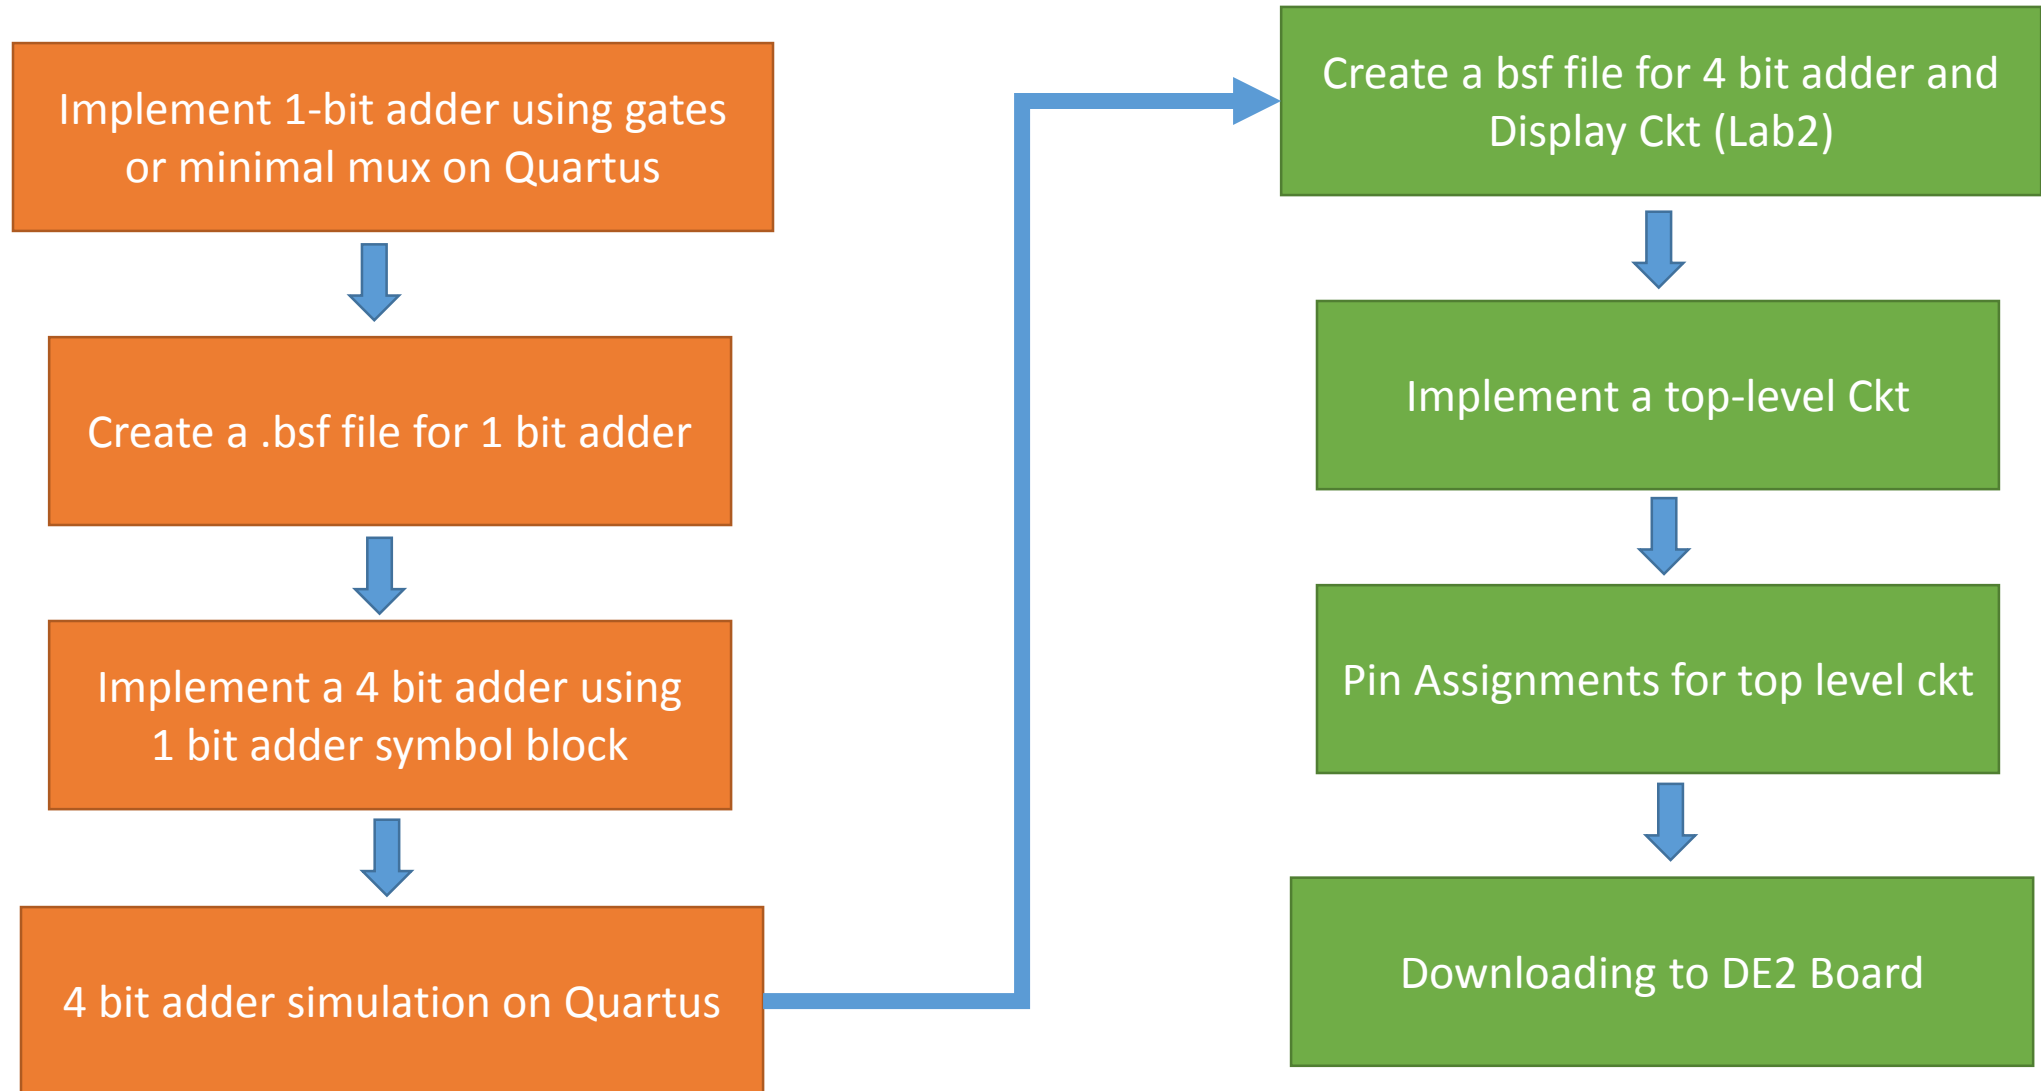 Implement 1-bit adder using gates
or minimal mux on Quartus
Create a .bsf file for 1 bit adder
Implement a 4 bit adder using
1 bit adder symbol block
4 bit adder simulation on Quartus
Create a bsf file for 4 bit adder and
Display Ckt (Lab2)
Implement a top-level Ckt
Pin Assignments for top level ckt
Downloading to DE2 Board